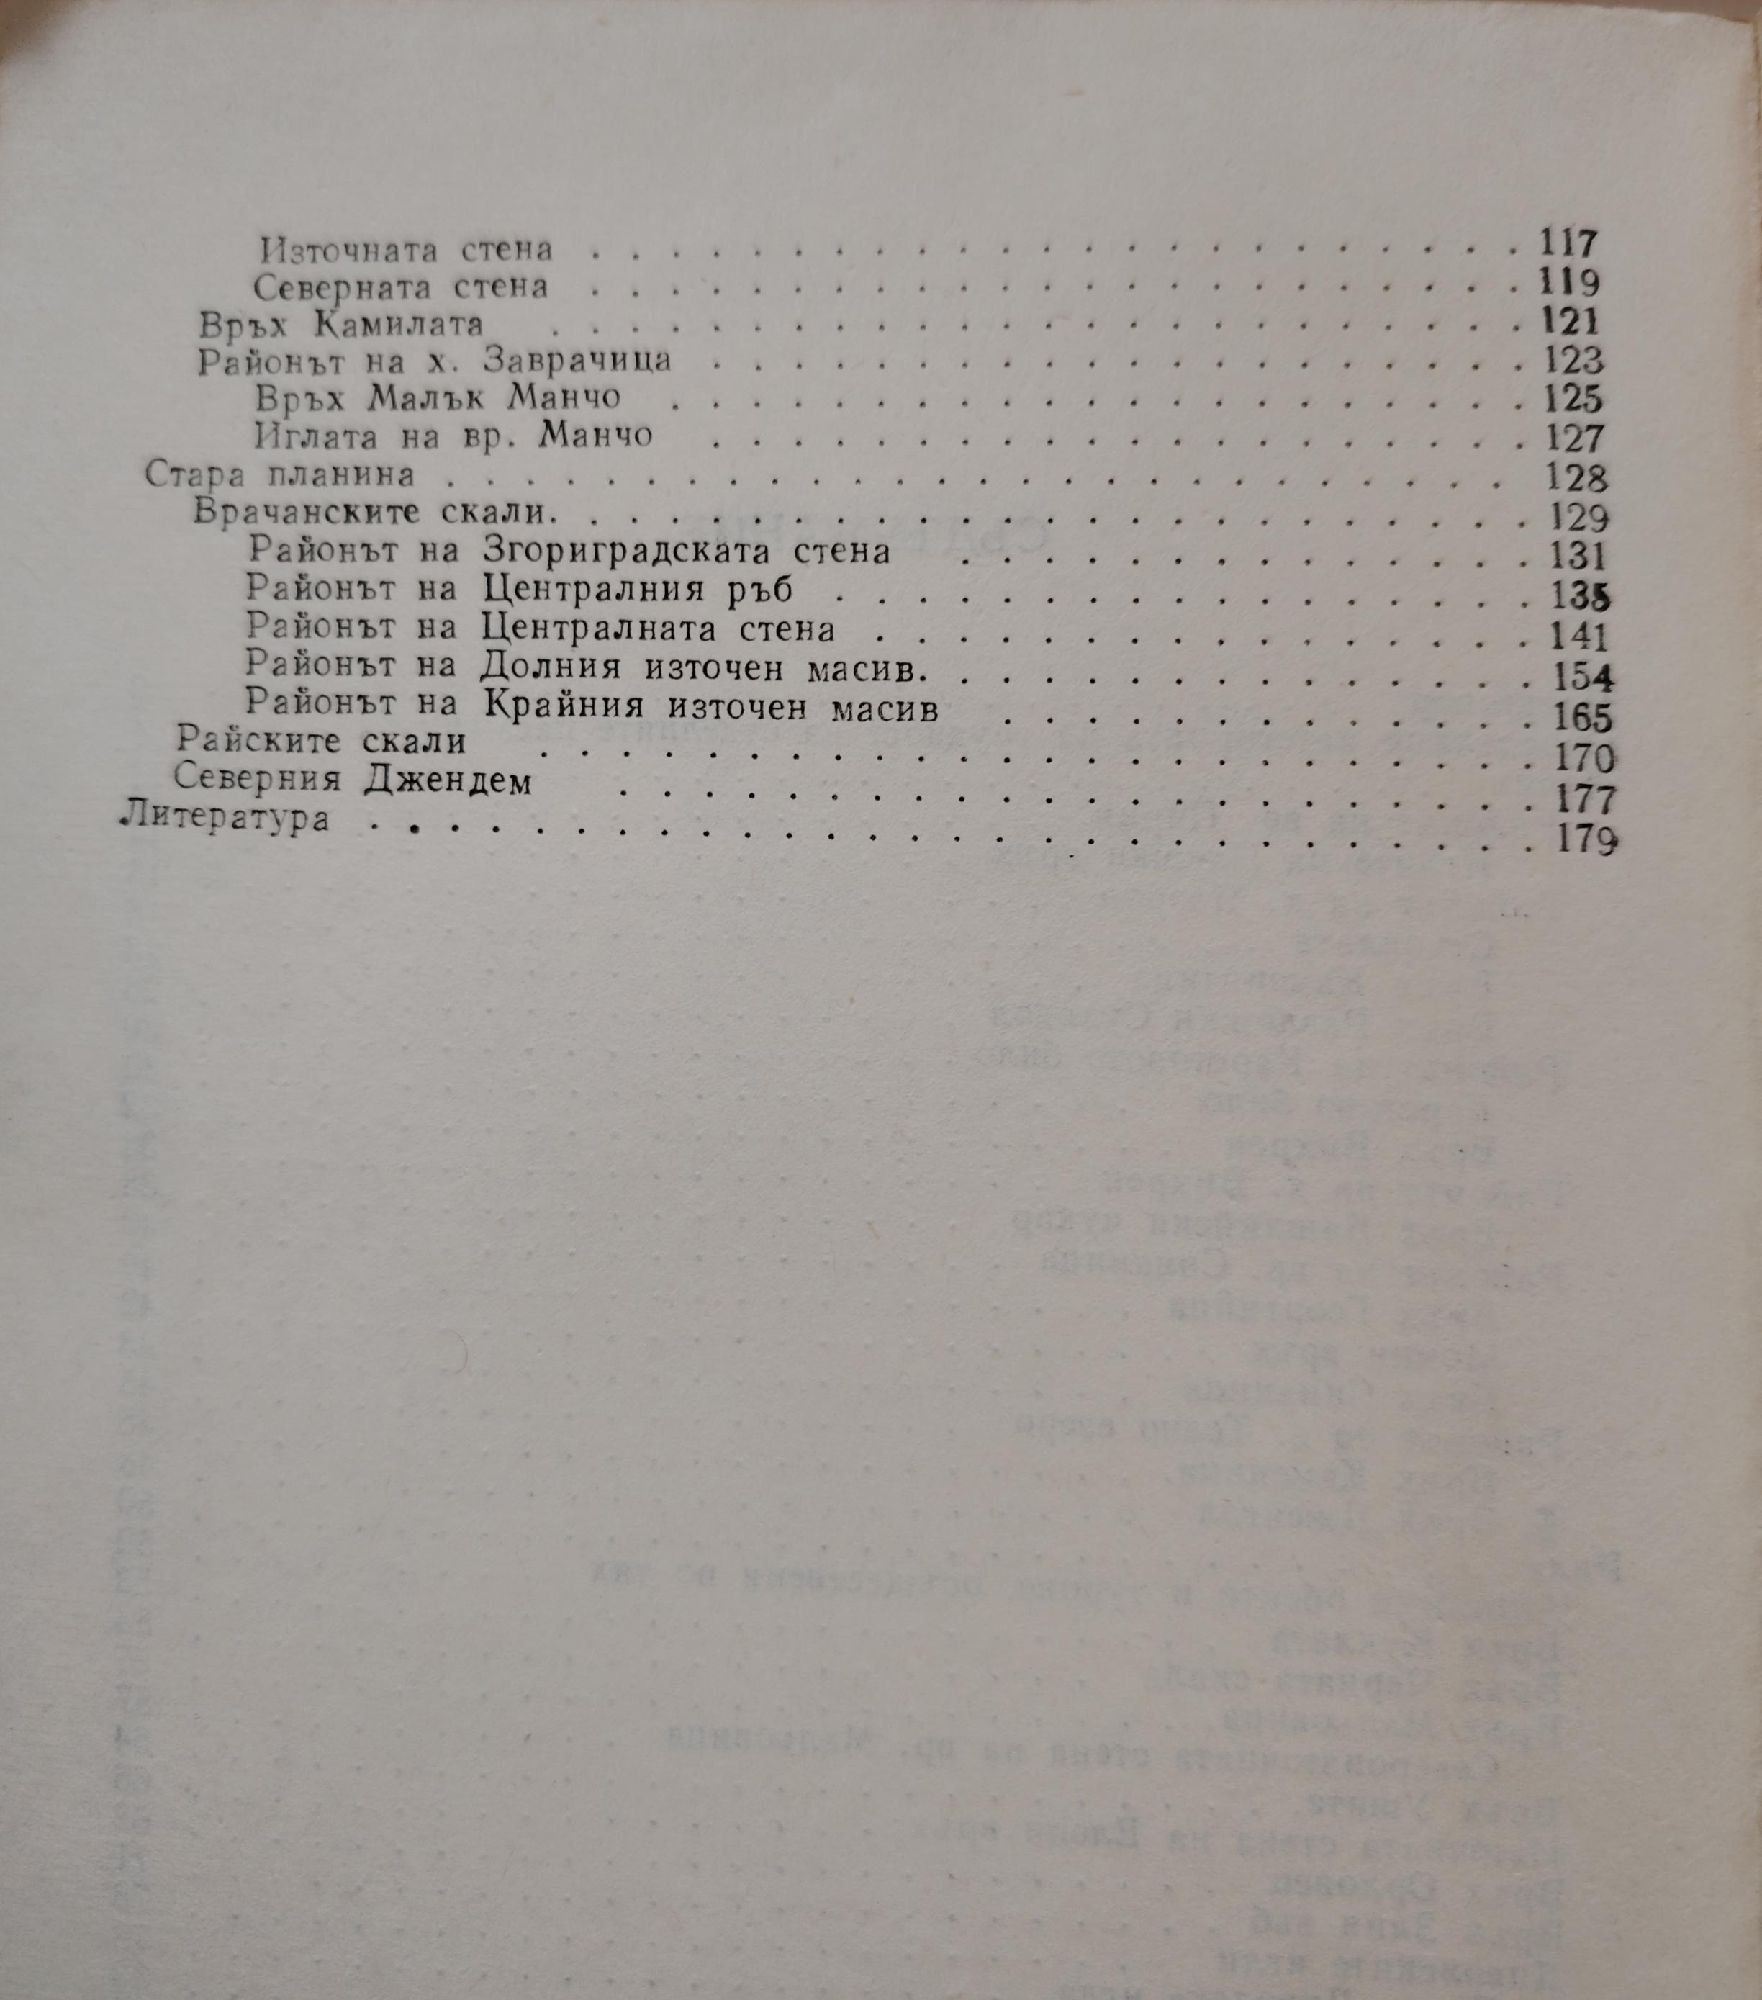 Източната стена . . . . . . . . . . . . . . . . . . . . . . . 117
Северната стена . . . . . . . . . . . . . . . . . . . . . . . 119
Връх Камилата . . . . . . . . . . . . . . . . . . . . . . . . 121
Районът на х. Заврачица . . . . . . . . . . . . . . . . . . . . 123
Връх Малък Манчо . . . . . . . . . . . . . . . . . . . . . 125
Иглата на вр. Манчо . . . . . . . . . . . . . . . . . . . . 127
Стара планина . . . . . . . . . . . . . . . . . . . . . . . . . . 128
Врачанските скали. . . . . . . . . . . . . . . . . . . . . . . . 129
Районът на Згориградската стена . . . . . . . . . . . . . . 131
Районът на Централния ръб . . . . . . . . . . . . . . . . . 135
Районът на Централната стена . . . . . . . . . . . . . . . . 141
Районът на Долния източен масив. . . . . . . . . . . . . . . 154
Районът на Крайния източен масив . . . . . . . . . . . . . 165
Райските скали . . . . . . . . . . . . . . . . . . . . . . . . 170
Северния Джендем . . . . . . . . . . . . . . . . . . . . . . 177
Литература . . . . . . . . . . . . . . . . . . . . . . . . . . . . 179